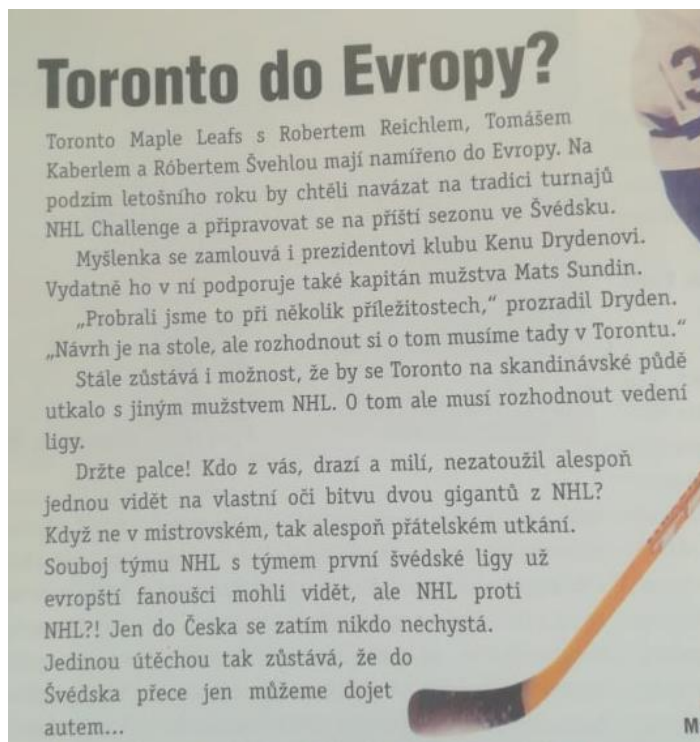 Toronto do Evropy?
Toronto Maple Leafs s Robertem Reichlem, Tomášem
Kaberlem a Róbertem Švehlou mají namířeno do Evropy. Na
podzim letošního roku by chtěli navázat na tradici turnajů
NHL Challenge a připravovat se na příští sezonu ve Švédsku.
Myšlenka se zamlouvá i prezidentovi klubu Kenu Drydenovi.
Vydatně ho v ní podporuje také kapitán mužstva Mats Sundin.
„Probrali jsme to při několik příležitostech,“ prozradil Dryden.
„Návrh je na stole, ale rozhodnout si o tom musíme tady v Torontu.“
Stále zůstává i možnost, že by se Toronto na skandinávské půdě
utkalo s jiným mužstvem NHL. O tom ale musí rozhodnout vedení
ligy.
Držte palce! Kdo z vás, drazí a milí, nezatoužil alespoň
jednou vidět na vlastní oči bitvu dvou gigantů z NHL?
Když ne v mistrovském, tak alespoň přátelském utkání.
Souboj týmu NHL s týmem první švédské ligy už
evropští fanoušci mohli vidět, ale NHL proti
NHL?! Jen do Česka se zatím nikdo nechystá.
Jedinou útěchou tak zůstává, že do
Švédska přece jen můžeme dojet
autem...
3
M